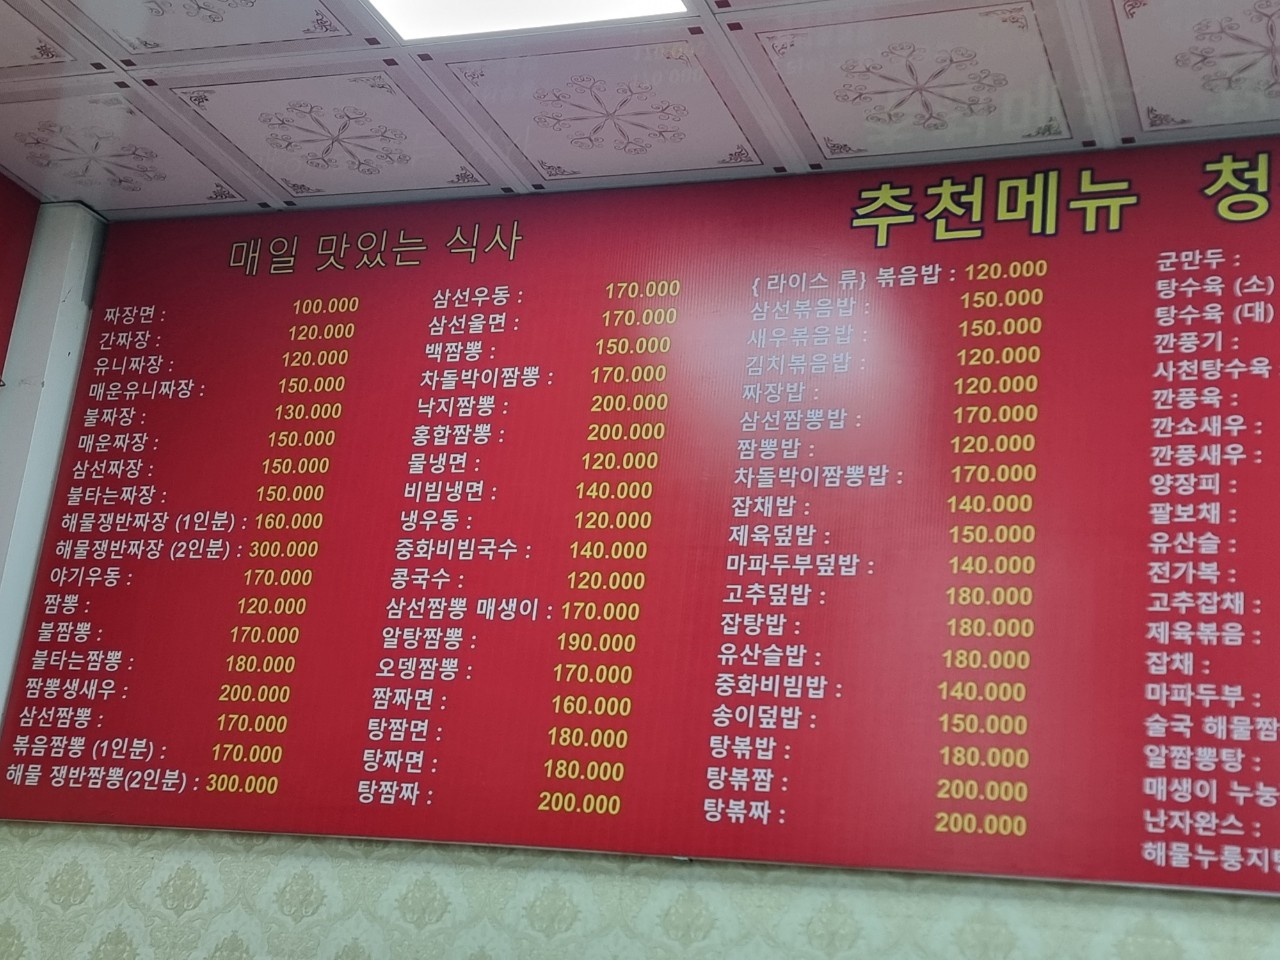 매일 맛있는 식사
짜장면 : 100.000
간짜장 : 120.000
유니짜장 : 120.000
매운유니짜장 : 150.000
불짜장 : 130.000
매운짜장 : 150.000
삼선짜장 : 150.000
불타는짜장 : 150.000
해물쟁반짜장 (1인분) : 160.000
해물쟁반짜장 (2인분) : 300.000
야기우동 : 170.000
짬뽕 : 120.000
불짬뽕 : 170.000
불타는짬뽕 : 180.000
짬뽕생새우 : 200.000
삼선짬뽕 : 170.000
볶음짬뽕 (1인분) : 170.000
해물 쟁반짬뽕(2인분) : 300.000
삼선우동 : 170.000
삼선울면 : 170.000
백짬뽕 : 150.000
차돌박이짬뽕 : 170.000
낙지짬뽕 : 200.000
홍합짬뽕 : 200.000
물냉면 : 120.000
비빔냉면 : 140.000
냉우동 : 120.000
중화비빔국수 : 140.000
콩국수 : 120.000
삼선짬뽕 매생이 : 170.000
알탕짬뽕 : 190.000
오뎅짬뽕 : 170.000
짬짜면 : 160.000
탕짬면 : 180.000
탕짜면 : 180.000
탕짬짜 : 200.000
추천메뉴 청
{ 라이스 류} 볶음밥 : 120.000
삼선볶음밥 : 150.000
새우볶음밥 : 150.000
김치볶음밥 : 120.000
짜장밥 : 120.000
삼선짬뽕밥 : 170.000
짬뽕밥 : 120.000
차돌박이짬뽕밥 : 170.000
잡채밥 : 140.000
제육덮밥 : 150.000
마파두부덮밥 : 140.000
고추덮밥 : 180.000
잡탕밥 : 180.000
유산슬밥 : 180.000
중화비빔밥 : 140.000
송이덮밥 : 150.000
탕볶밥 : 180.000
탕볶짬 : 200.000
탕볶짜 : 200.000
군만두 :
탕수육 (소)
탕수육 (대)
깐풍기 :
사천탕수육
깐풍육 :
깐쇼새우 :
깐풍새우 :
양장피 :
팔보채 :
유산슬 :
전가복 :
고추잡채 :
제육볶음 :
잡채 :
마파두부 :
술국 해물짬
알짬뽕탕 :
매생이 누눙
난자완스 :
해물누룽지탕